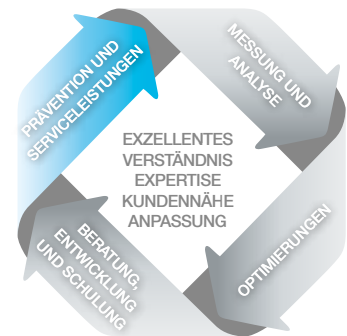 PRÄVENTION UND
SERVICELEISTUNGEN
MESSUNG UND
ANALYSE
EXZELLENTES
VERSTÄNDNIS
EXPERTISE
KUNDENNÄHE
ANPASSUNG
OPTIMIERUNGEN
BERATUNG,
ENTWICKLUNG
UND SCHULUNG